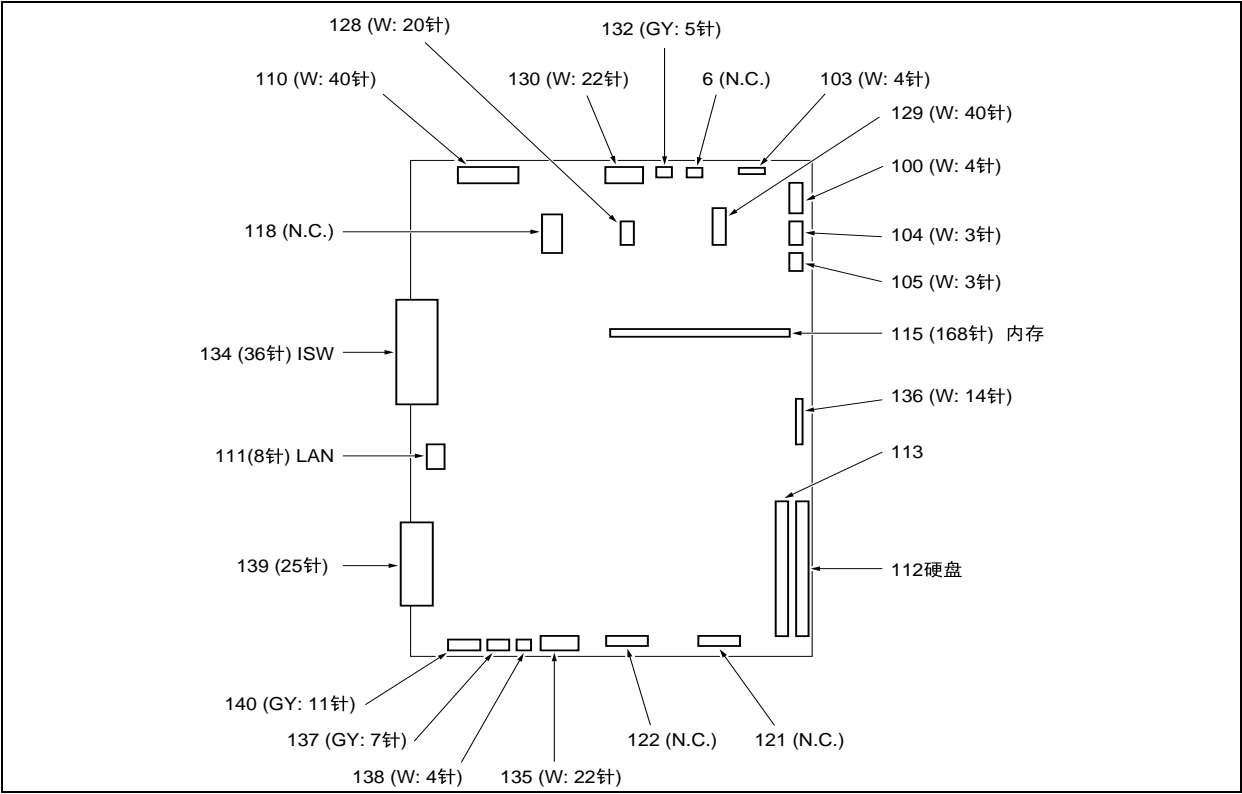 128 (W: 20针)
132 (GY: 5针)
110 (W: 40针)
130 (W: 22针)
6 (N.C.)
103 (W: 4针)
129 (W: 40针)
100 (W: 4针)
118 (N.C.)
104 (W: 3针)
105 (W: 3针)
115 (168针) 内存
134 (36针) ISW
136 (W: 14针)
111(8针) LAN
113
139 (25针)
112硬盘
140 (GY: 11针)
137 (GY: 7针)
122 (N.C.)
121 (N.C.)
138 (W: 4针)
135 (W: 22针)